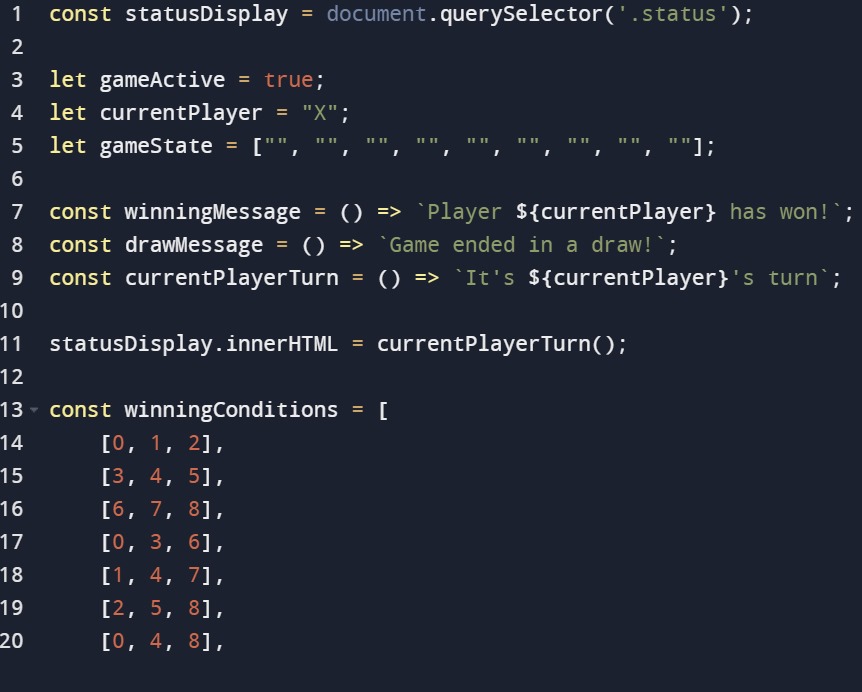 1 const statusDisplay = document.querySelector('.status');
2
3 let gameActive = true;
4 let currentPlayer = "X";
5 let gameState = ["", "", "", "", "", "", "", "", ""];
6
7 const winningMessage = () => `Player ${currentPlayer} has won!`;
8 const drawMessage = () => `Game ended in a draw!`;
9 const currentPlayerTurn = () => `It's ${currentPlayer}'s turn`;
10
11 statusDisplay.innerHTML = currentPlayerTurn();
12
13 const winningConditions = [
14     [0, 1, 2],
15     [3, 4, 5],
16     [6, 7, 8],
17     [0, 3, 6],
18     [1, 4, 7],
19     [2, 5, 8],
20     [0, 4, 8],